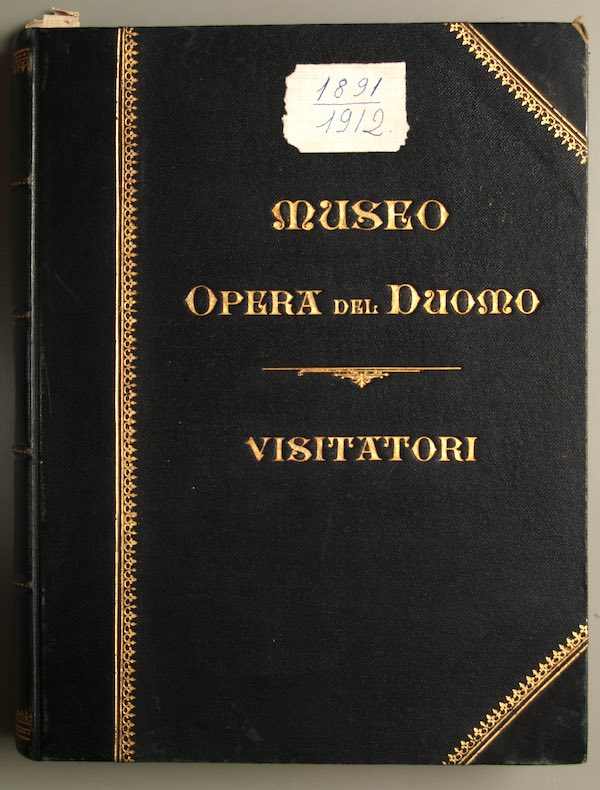 1891
1912.
MUSEO
OPERA DEL DUOMO
VISITATORI